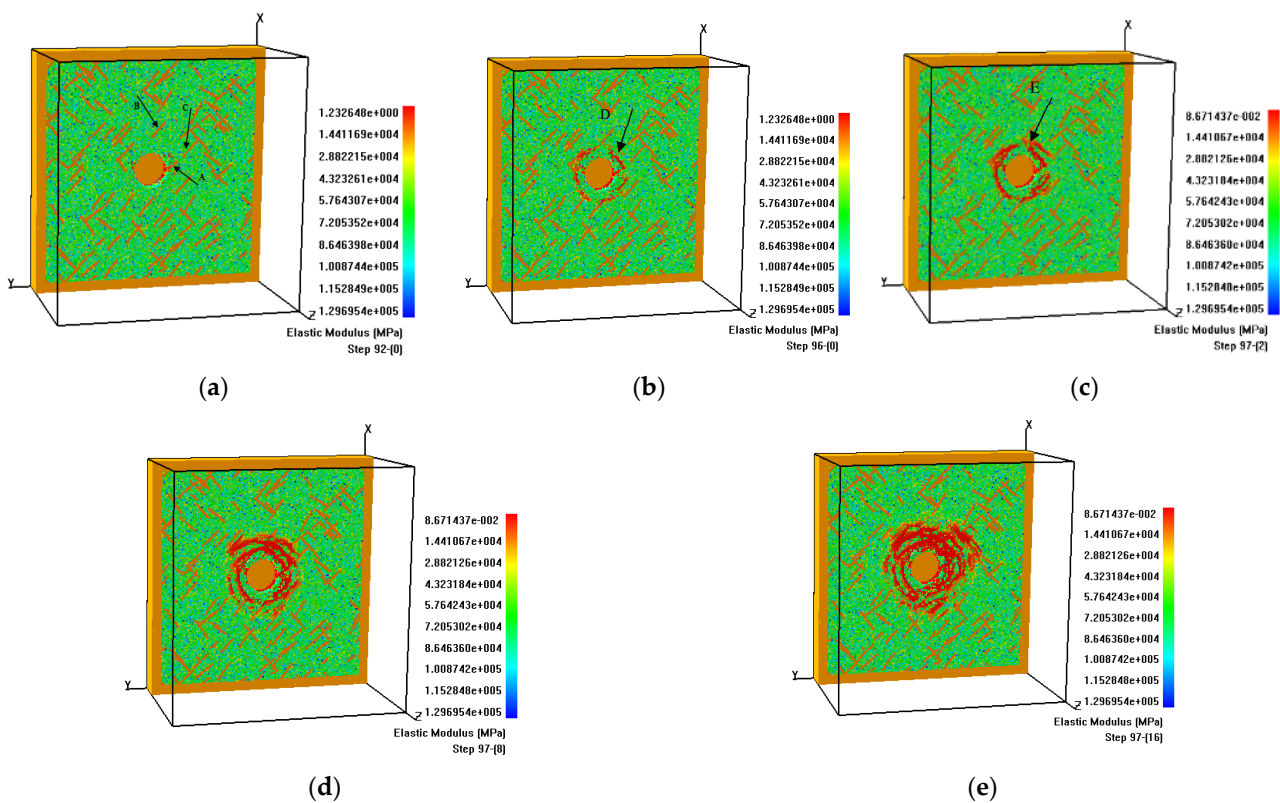 X
B
C
A
Y
Z
1.232648e+000
1.441169e+004
2.882215e+004
4.323261e+004
5.764307e+004
7.205352e+004
8.646398e+004
1.008744e+005
1.152849e+005
1.296954e+005
Elastic Modulus (MPa)
Step 92-(0)
(a)
X
D
Y
Z
1.232648e+000
1.441169e+004
2.882215e+004
4.323261e+004
5.764307e+004
7.205352e+004
8.646398e+004
1.008744e+005
1.152849e+005
1.296954e+005
Elastic Modulus (MPa)
Step 96-(0)
(b)
X
E
Y
Z
8.671437e-002
1.441067e+004
2.882126e+004
4.323184e+004
5.764243e+004
7.205302e+004
8.646360e+004
1.008742e+005
1.152848e+005
1.296954e+005
Elastic Modulus (MPa)
Step 97-(2)
(c)
X
Y
Z
8.671437e-002
1.441067e+004
2.882126e+004
4.323184e+004
5.764243e+004
7.205302e+004
8.646360e+004
1.008742e+005
1.152848e+005
1.296954e+005
Elastic Modulus (MPa)
Step 97-(8)
(d)
X
Y
Z
8.671437e-002
1.441067e+004
2.882126e+004
4.323184e+004
5.764243e+004
7.205302e+004
8.646360e+004
1.008742e+005
1.152848e+005
1.296954e+005
Elastic Modulus (MPa)
Step 97-(16)
(e)